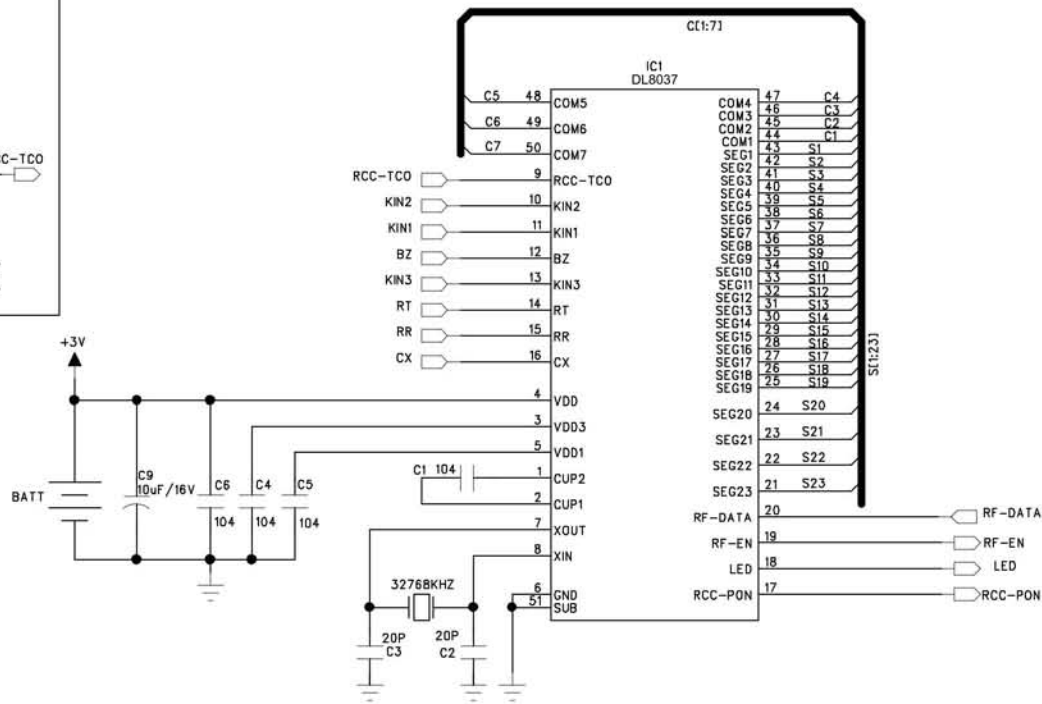 C[1:7]
IC1
DL8037
C5 48 COM5
C6 49 COM6
C7 50 COM7
RCC-TCO 9 RCC-TCO
KIN2 10 KIN2
KIN1 11 KIN1
BZ 12 BZ
KIN3 13 KIN3
RT 14 RT
RR 15 RR
CX 16 CX
4 VDD
3 VDD3
5 VDD1
C1 104 1 CUP2
2 CUP1
7 XOUT
8 XIN
6 GND
51 SUB
COM4 47 C4
COM3 46 C3
COM2 45 C2
COM1 44 C1
SEG1 43 S1
SEG2 42 S2
SEG3 41 S3
SEG4 40 S4
SEG5 39 S5
SEG6 38 S6
SEG7 37 S7
SEG8 36 S8
SEG9 35 S9
SEG10 34 S10
SEG11 33 S11
SEG12 32 S12
SEG13 31 S13
SEG14 30 S14
SEG15 29 S15
SEG16 28 S16
SEG17 27 S17
SEG18 26 S18
SEG19 25 S19
SEG20 24 S20
SEG21 23 S21
SEG22 22 S22
SEG23 21 S23
S[1:23]
RF-DATA 20 RF-DATA
RF-EN 19 RF-EN
LED 18 LED
RCC-PON 17 RCC-PON
C-TCO
+3V
BATT
C9
10uF/16V
C6
104
C4
104
C5
104
32768KHZ
20P
C3
20P
C2